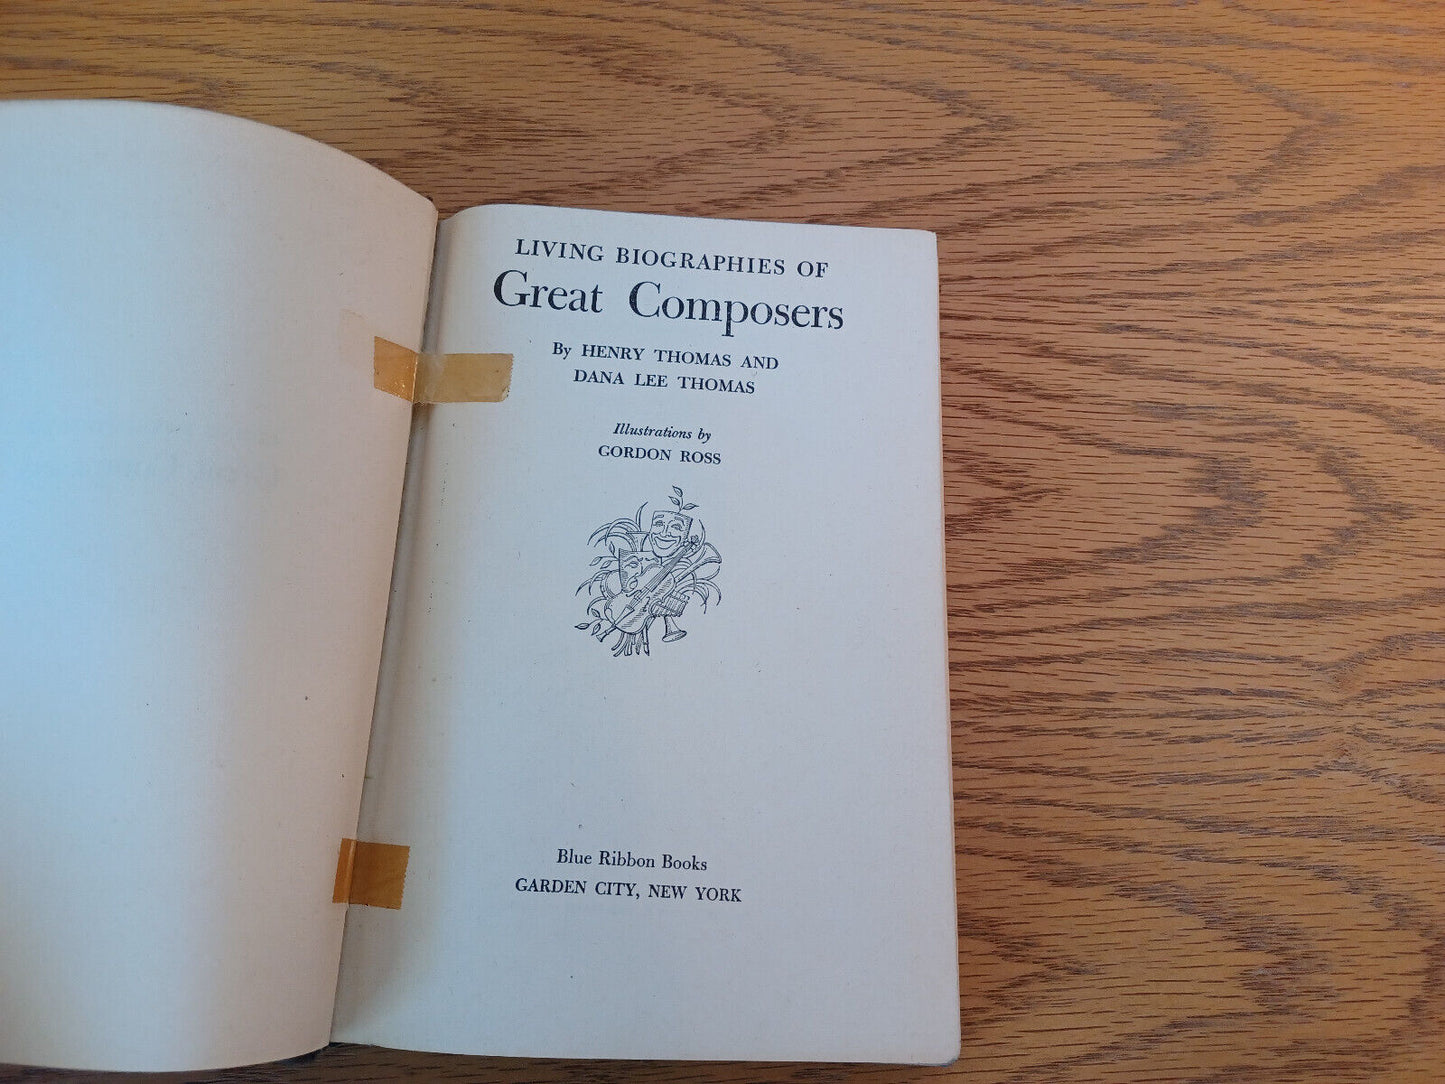 LIVING BIOGRAPHIES OF
Great Composers
By HENRY THOMAS AND
DANA LEE THOMAS
Illustrations by
GORDON ROSS
Blue Ribbon Books
GARDEN CITY, NEW YORK